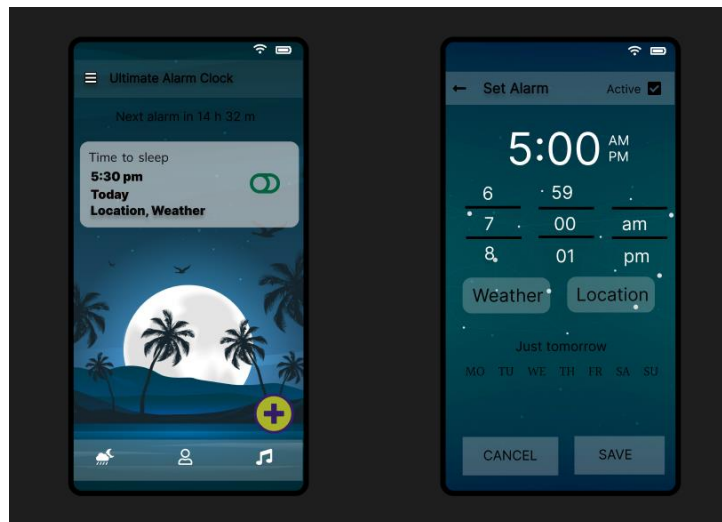 Ultimate Alarm Clock
Next alarm in 14 h 32 m
Time to sleep
5:30 pm
Today
Location, Weather
Set Alarm Active
5:00 AM
PM
6 59
7 00 am
8 01 pm
Weather Location
Just tomorrow
MO TU WE TH FR SA SU
CANCEL SAVE